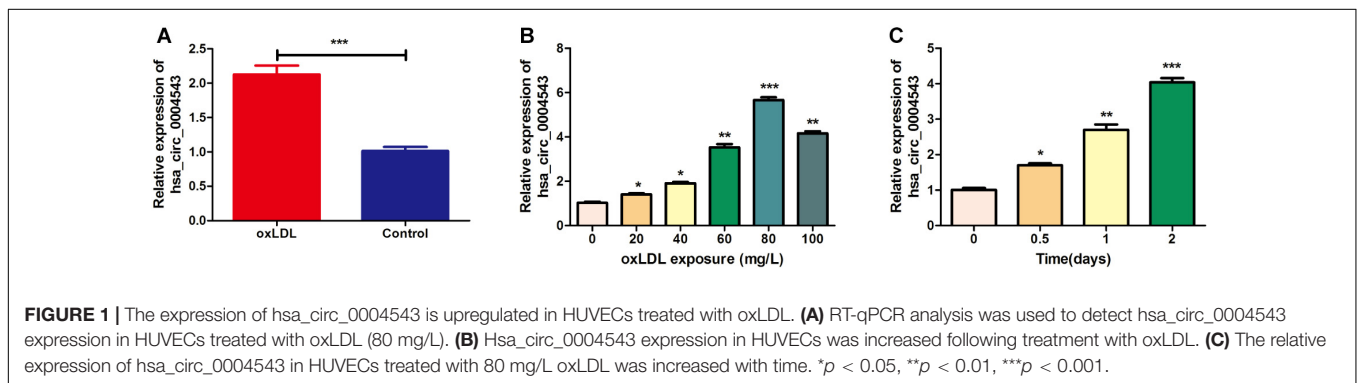 A
Relative expression of
hsa_circ_0004543
2.5
2.0
1.5
1.0
0.5
0.0
***
oxLDL
Control
B
Relative expression of
hsa_circ_0004543
8
6
4
2
0
*
*
**
***
**
0
20
40
60
80
100
oxLDL exposure (mg/L)
C
Relative expression of
hsa_circ_0004543
5
4
3
2
1
0
*
**
***
0
0.5
1
2
Time(days)
FIGURE 1 | The expression of hsa_circ_0004543 is upregulated in HUVECs treated with oxLDL. (A) RT-qPCR analysis was used to detect hsa_circ_0004543
expression in HUVECs treated with oxLDL (80 mg/L). (B) Hsa_circ_0004543 expression in HUVECs was increased following treatment with oxLDL. (C) The relative
expression of hsa_circ_0004543 in HUVECs treated with 80 mg/L oxLDL was increased with time. *p < 0.05, **p < 0.01, ***p < 0.001.